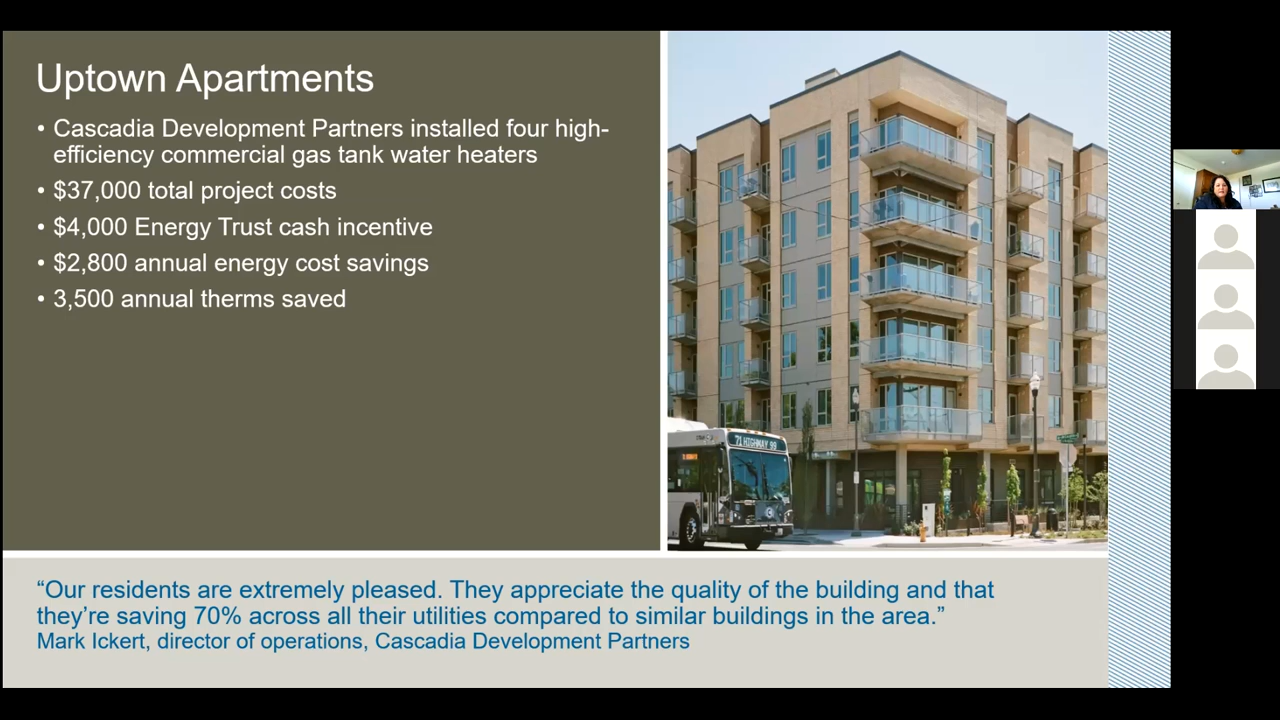 Uptown Apartments
• Cascadia Development Partners installed four high-
efficiency commercial gas tank water heaters
• $37,000 total project costs
• $4,000 Energy Trust cash incentive
• $2,800 annual energy cost savings
• 3,500 annual therms saved
71 HIGHWAY 99
“Our residents are extremely pleased. They appreciate the quality of the building and that
they’re saving 70% across all their utilities compared to similar buildings in the area.”
Mark Ickert, director of operations, Cascadia Development Partners